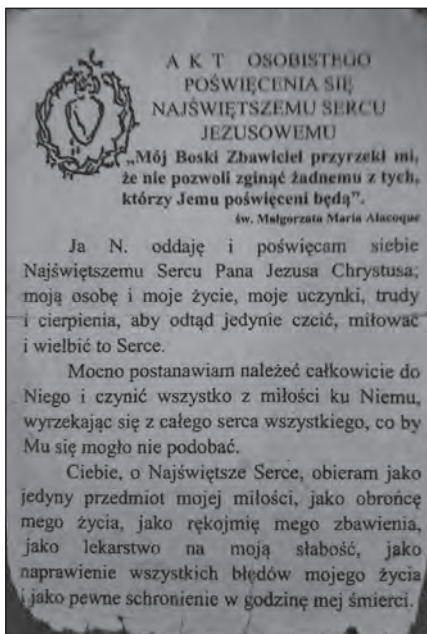 AKT OSOBISTEGO
POŚWIĘCENIA SIĘ
NAJŚWIĘTSZEMU SERCU
JEZUSOWEMU
„Mój Boski Zbawiciel przyrzekł mi,
że nie pozwoli zginąć żadnemu z tych,
którzy Jemu poświęceni będą”.
św. Małgorzata Maria Alacoque
Ja N. oddaję i poświęcam siebie
Najświętszemu Sercu Pana Jezusa Chrystusa;
moją osobę i moje życie, moje uczynki, trudy
i cierpienia, aby odtąd jedynie czcić, miłować
i wielbić to Serce.
Mocno postanawiam należeć całkowicie do
Niego i czynić wszystko z miłości ku Niemu,
wyrzekając się z całego serca wszystkiego, co by
Mu się mogło nie podobać.
Ciebie, o Najświętsze Serce, obieram jako
jedyny przedmiot mojej miłości, jako obrońcę
mego życia, jako rękojmię mego zbawienia,
jako lekarstwo na moją słabość, jako
naprawienie wszystkich błędów mojego życia
i jako pewne schronienie w godzinę mej śmierci.